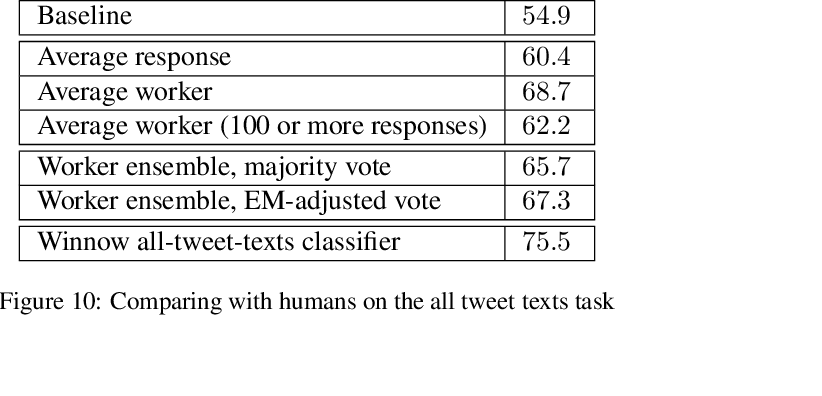 Baseline 54.9
Average response 60.4
Average worker 68.7
Average worker (100 or more responses) 62.2
Worker ensemble, majority vote 65.7
Worker ensemble, EM-adjusted vote 67.3
Winnow all-tweet-texts classifier 75.5
Figure 10: Comparing with humans on the all tweet texts task